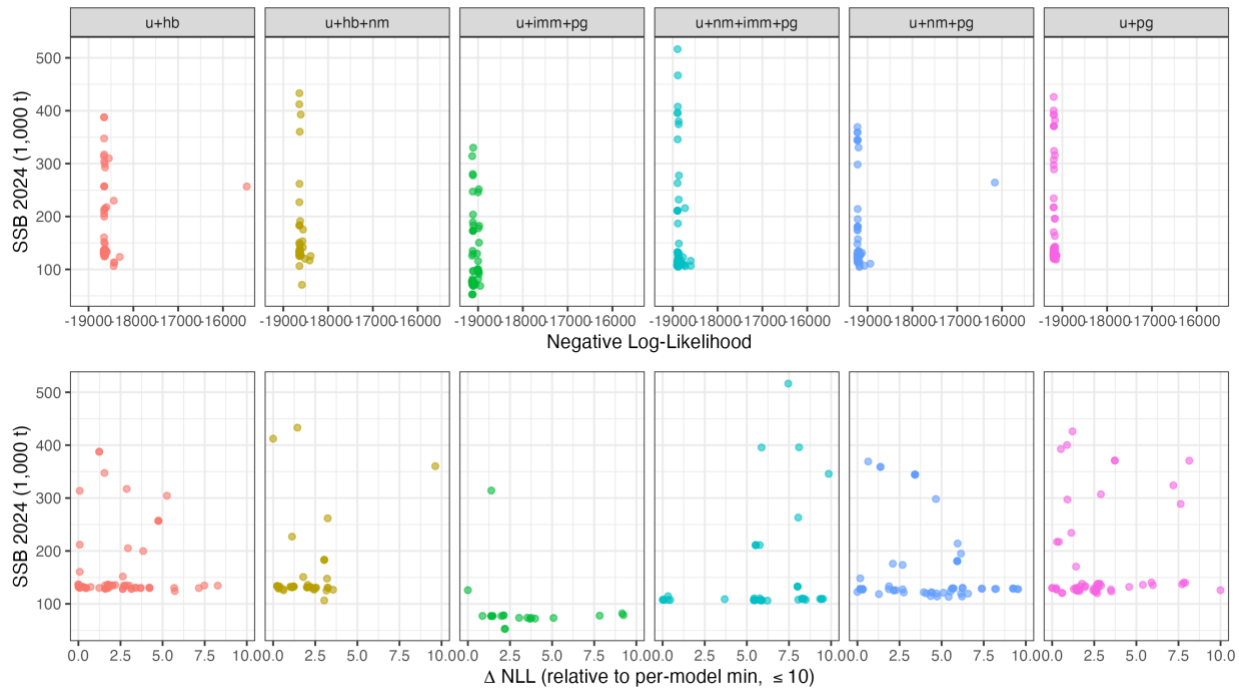 u+hb u+hb+nm u+imm+pg u+nm+imm+pg u+nm+pg u+pg
SSB 2024 (1,000 t)
500
400
300
200
100
-19000 -18000 -17000 -16000 -19000 -18000 -17000 -16000 -19000 -18000 -17000 -16000 -19000 -18000 -17000 -16000 -19000 -18000 -17000 -16000 -19000 -18000 -17000 -16000
Negative Log-Likelihood
SSB 2024 (1,000 t)
500
400
300
200
100
0.0 2.5 5.0 7.5 10.0 0.0 2.5 5.0 7.5 10.0 0.0 2.5 5.0 7.5 10.0 0.0 2.5 5.0 7.5 10.0 0.0 2.5 5.0 7.5 10.0 0.0 2.5 5.0 7.5 10.0
Δ NLL (relative to per-model min, ≤ 10)